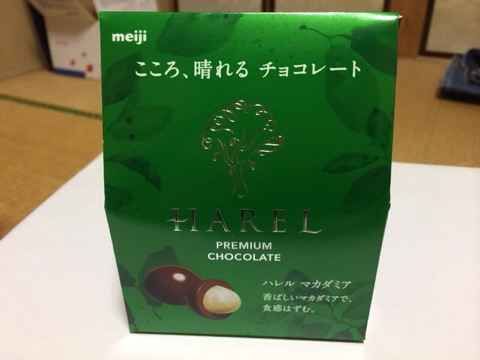 meiji
こころ、晴れる チョコレート
HAREL
PREMIUM
CHOCOLATE
ハレル マカダミア
香ばしいマカダミアで、
食感はずむ。